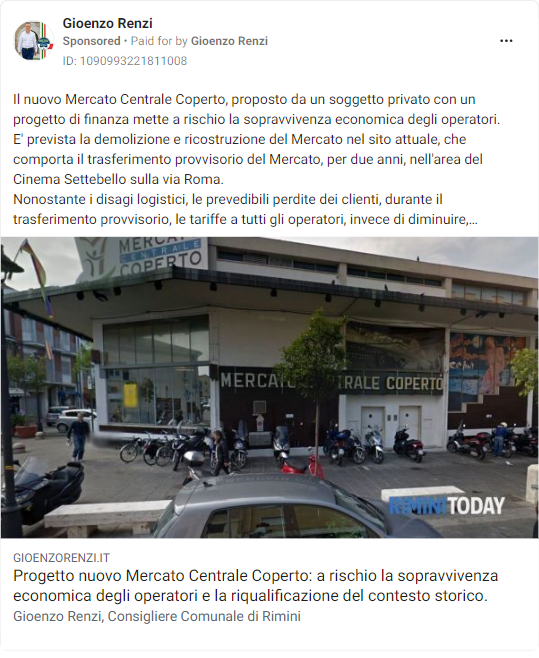 Gioenzo Renzi
Sponsored • Paid for by Gioenzo Renzi
ID: 1090993221811008
Il nuovo Mercato Centrale Coperto, proposto da un soggetto privato con un
progetto di finanza mette a rischio la sopravvivenza economica degli operatori.
E' prevista la demolizione e ricostruzione del Mercato nel sito attuale, che
comporta il trasferimento provvisorio del Mercato, per due anni, nell'area del
Cinema Settebello sulla via Roma.
Nonostante i disagi logistici, le prevedibili perdite dei clienti, durante il
trasferimento provvisorio, le tariffe a tutti gli operatori, invece di diminuire,...
MERCATO
CENTRALE
COPERTO
MERCATO CENTRALE COPERTO
RIMINITODAY
GIOENZORENZI.IT
Progetto nuovo Mercato Centrale Coperto: a rischio la sopravvivenza
economica degli operatori e la riqualificazione del contesto storico.
Gioenzo Renzi, Consigliere Comunale di Rimini